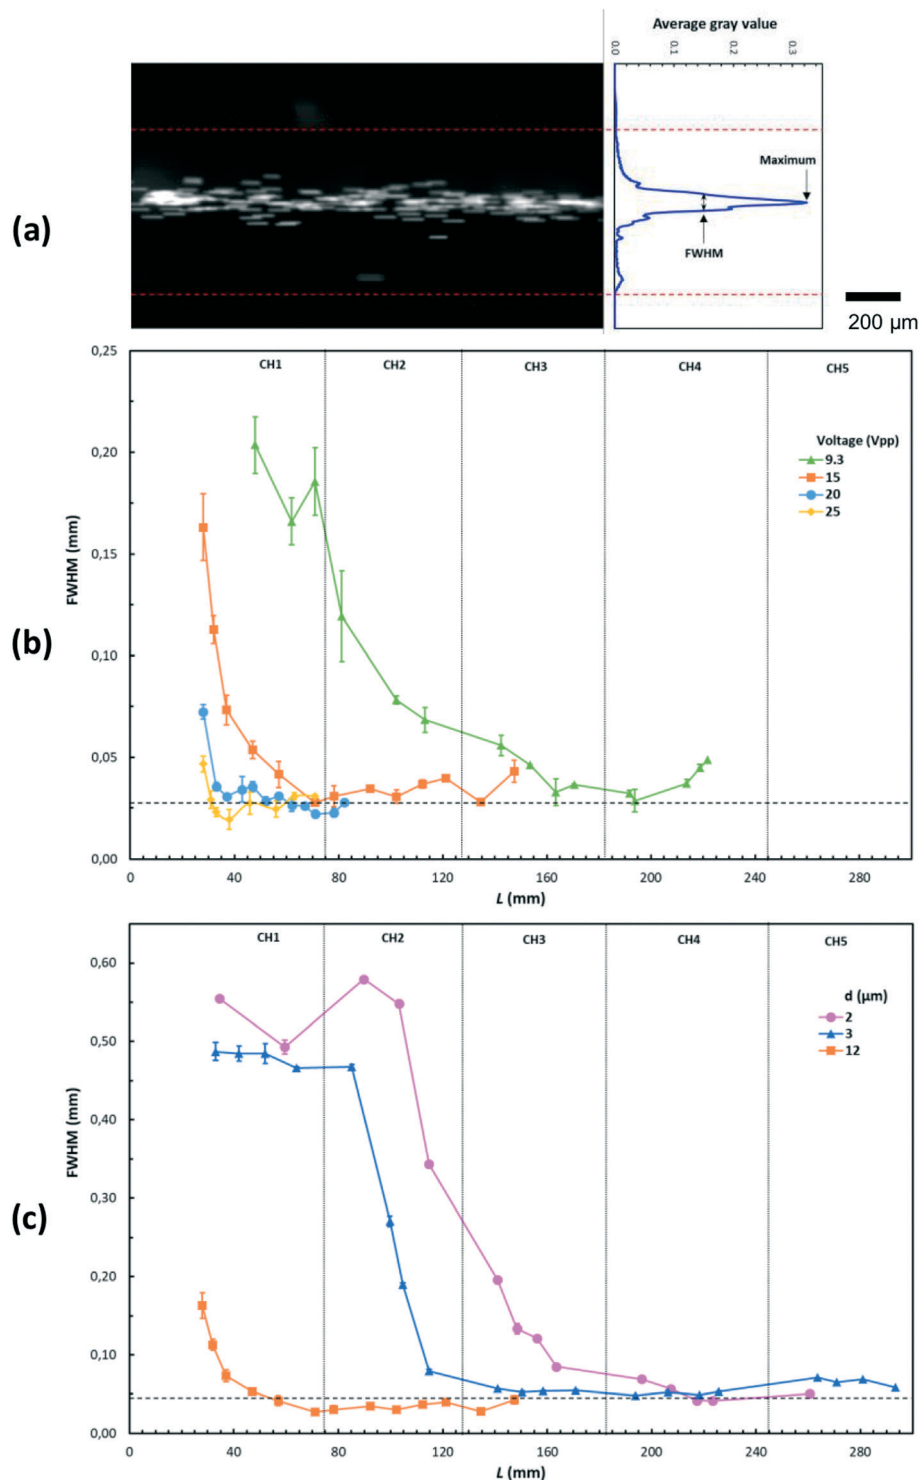 Average gray value
0.0 0.1 0.2 0.3
Maximum
(a)
FWHM
200 µm
0,25
CH1 CH2 CH3 CH4 CH5
Voltage (Vpp)
0,20
9.3
15
20
25
0,15
FWHM (mm)
(b)
0,10
0,05
0,00
0 40 80 120 160 200 240 280
L (mm)
CH1 CH2 CH3 CH4 CH5
0,60
d (µm)
2
3
12
0,50
0,40
FWHM (mm)
0,30
(c)
0,20
0,10
0,00
0 40 80 120 160 200 240 280
L (mm)